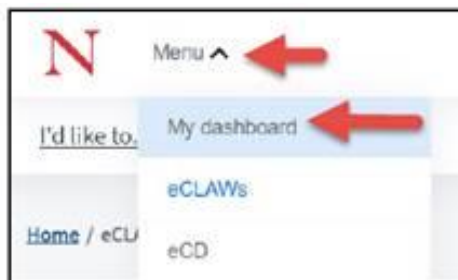 N Menu
My dashboard
I'd like to.
eCLAWs
Home / eCL
eCD